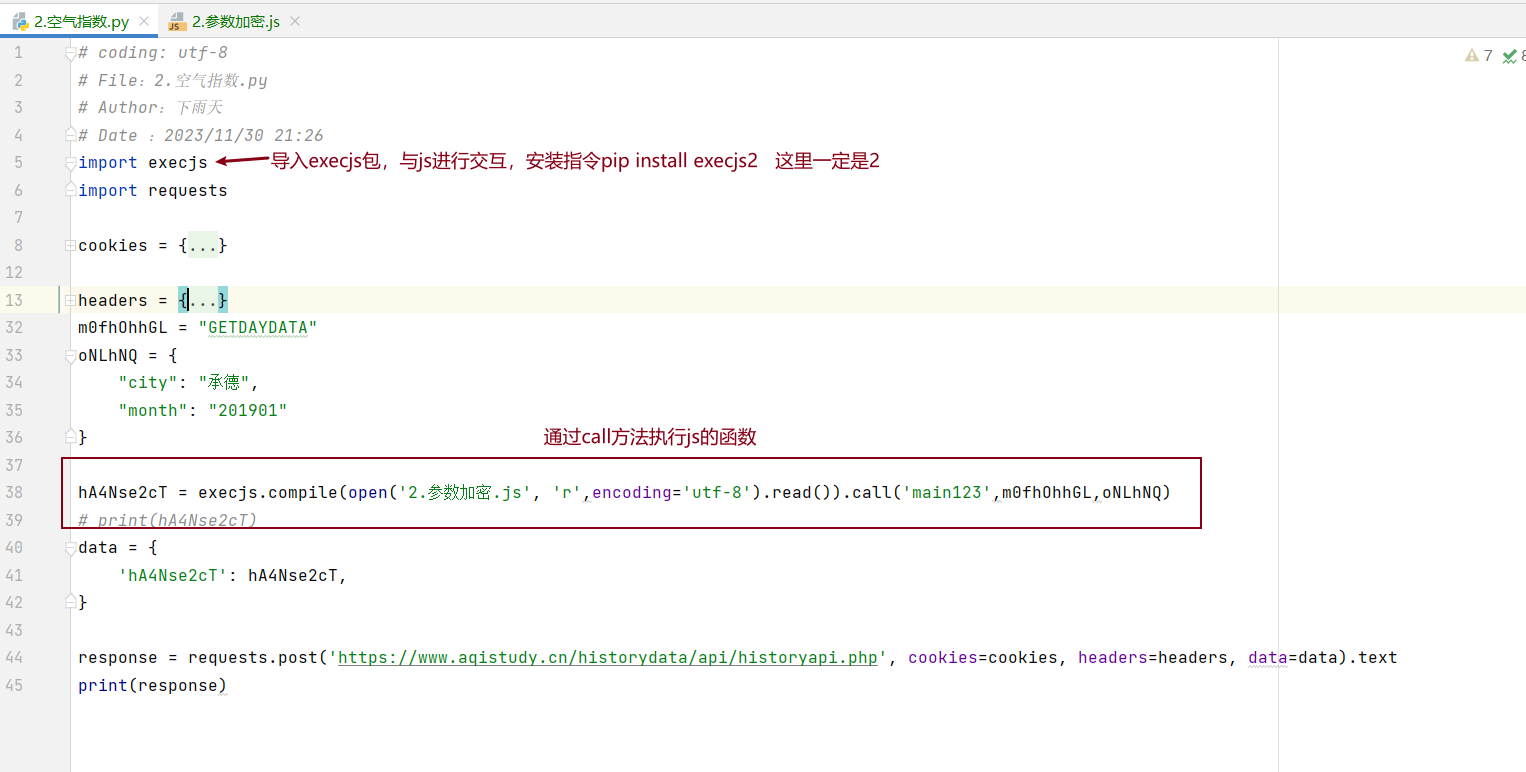 2.空气指数.py 2.参数加密.js
7 8
1 # coding: utf-8
2 # File：2.空气指数.py
3 # Author：下雨天
4 # Date ：2023/11/30 21:26
5 import execjs 导入execjs包，与js进行交互，安装指令pip install execjs2 这里一定是2
6 import requests
7
8 cookies = {...}
12
13 headers = {...}
32 m0fhOhhGL = "GETDAYDATA"
33 oNLhNQ = {
34 "city": "承德",
35 "month": "201901"
36 }
通过call方法执行js的函数
37
38 hA4Nse2cT = execjs.compile(open('2.参数加密.js', 'r',encoding='utf-8').read()).call('main123',m0fhOhhGL,oNLhNQ)
39 # print(hA4Nse2cT)
40 data = {
41 'hA4Nse2cT': hA4Nse2cT,
42 }
43
44 response = requests.post('https://www.aqistudy.cn/historydata/api/historyapi.php', cookies=cookies, headers=headers, data=data).text
45 print(response)